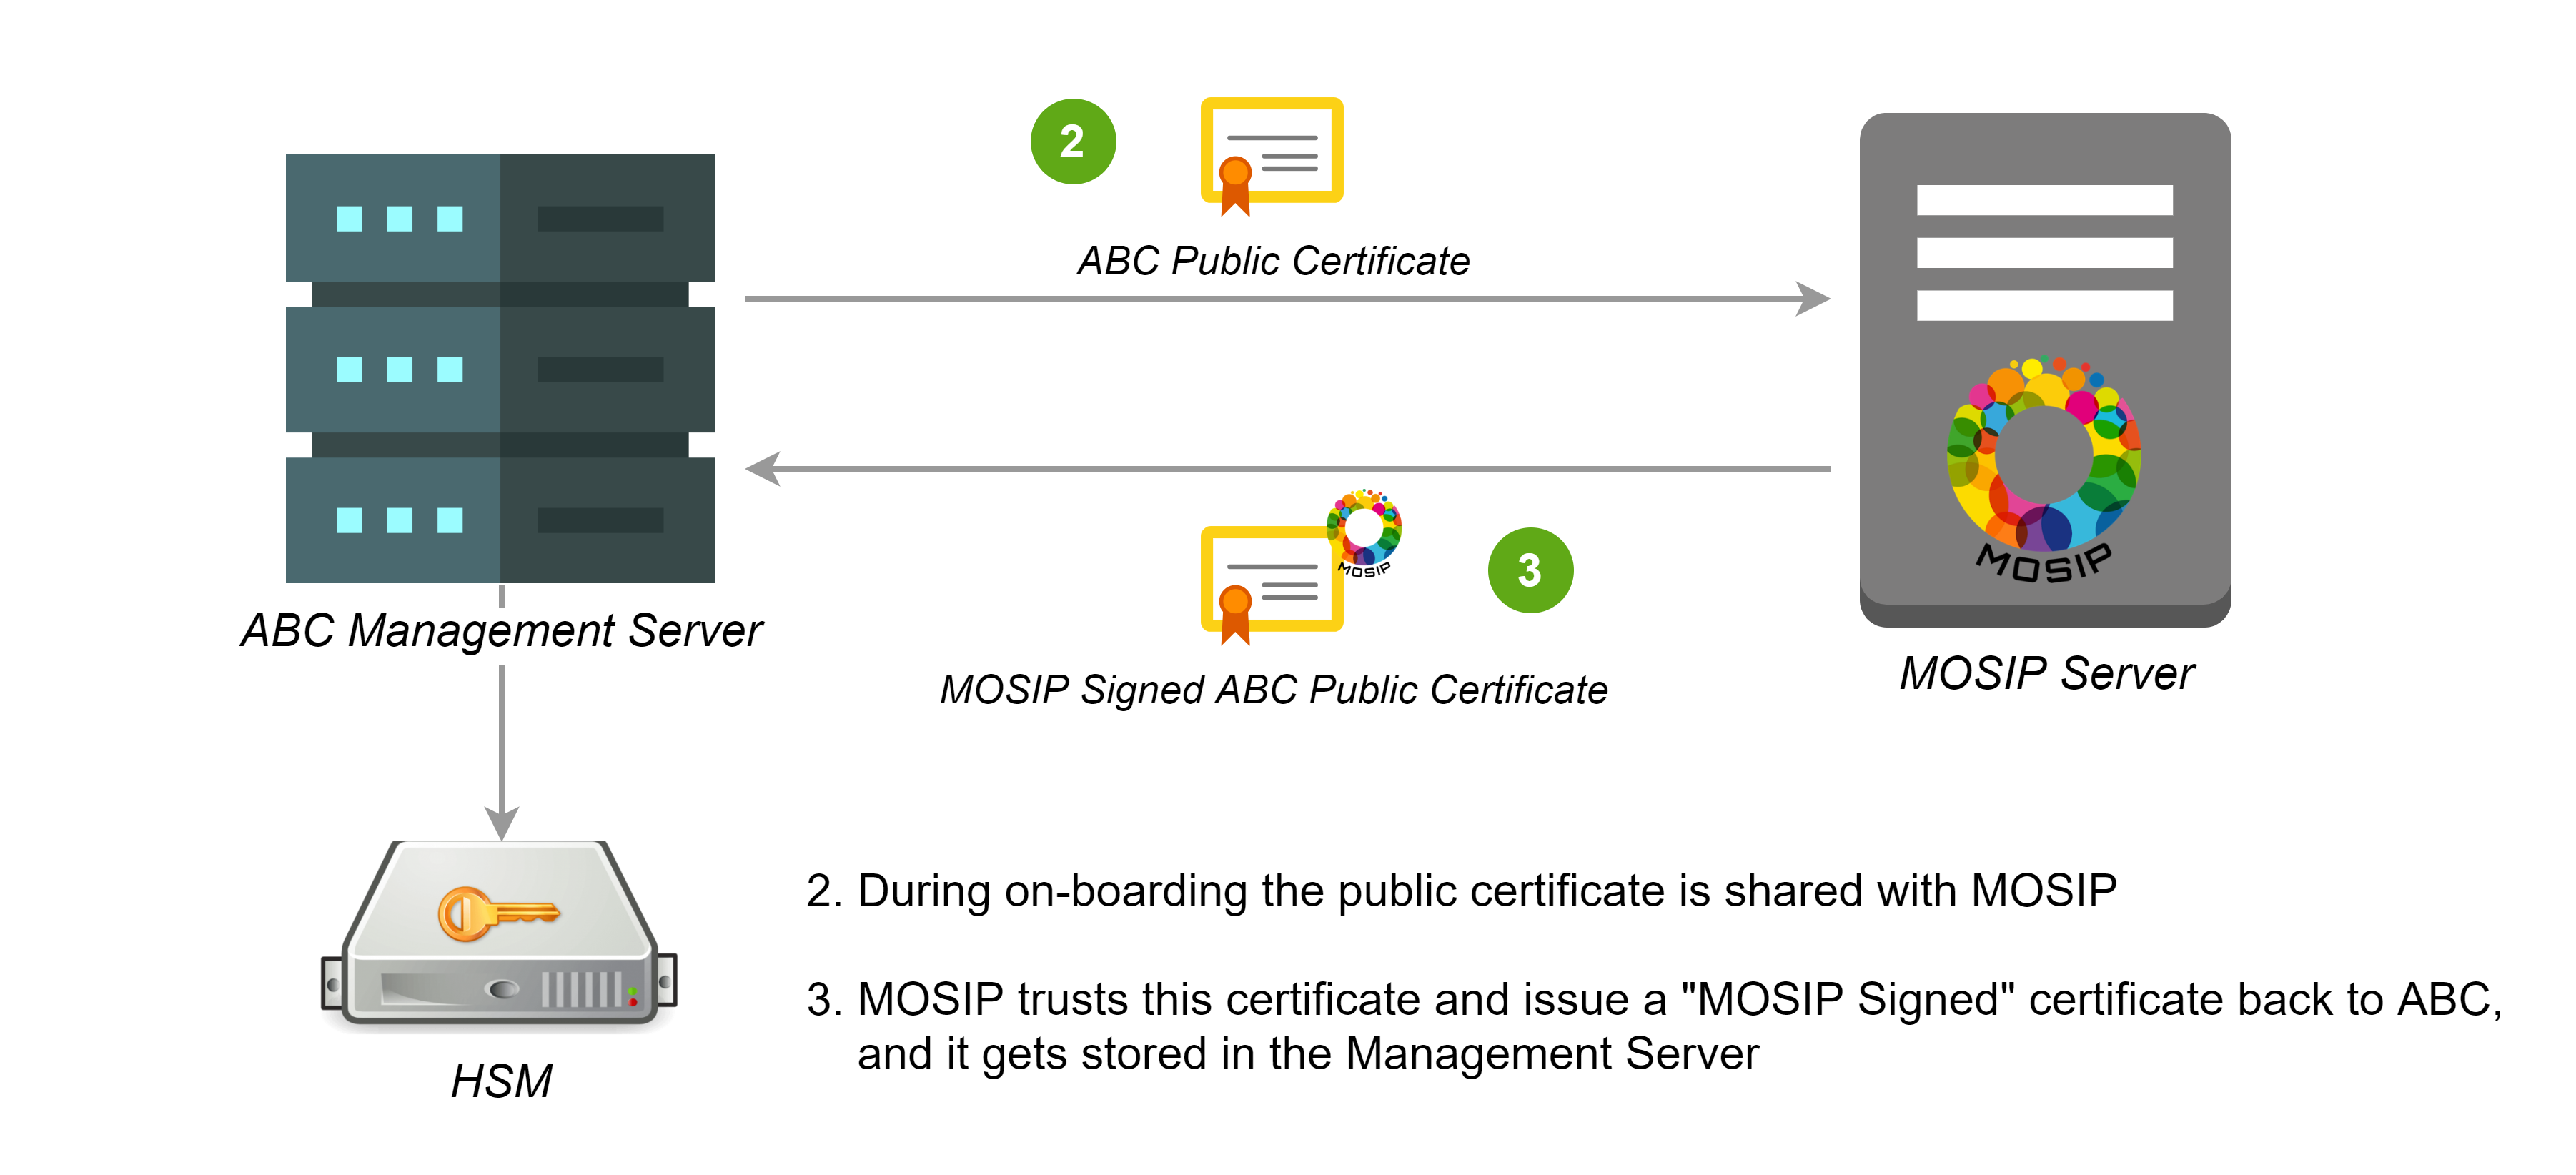 2
ABC Public Certificate
MOSIP
MOSIP
3
ABC Management Server
MOSIP Signed ABC Public Certificate
MOSIP Server
HSM
2. During on-boarding the public certificate is shared with MOSIP
3. MOSIP trusts this certificate and issue a "MOSIP Signed" certificate back to ABC,
and it gets stored in the Management Server